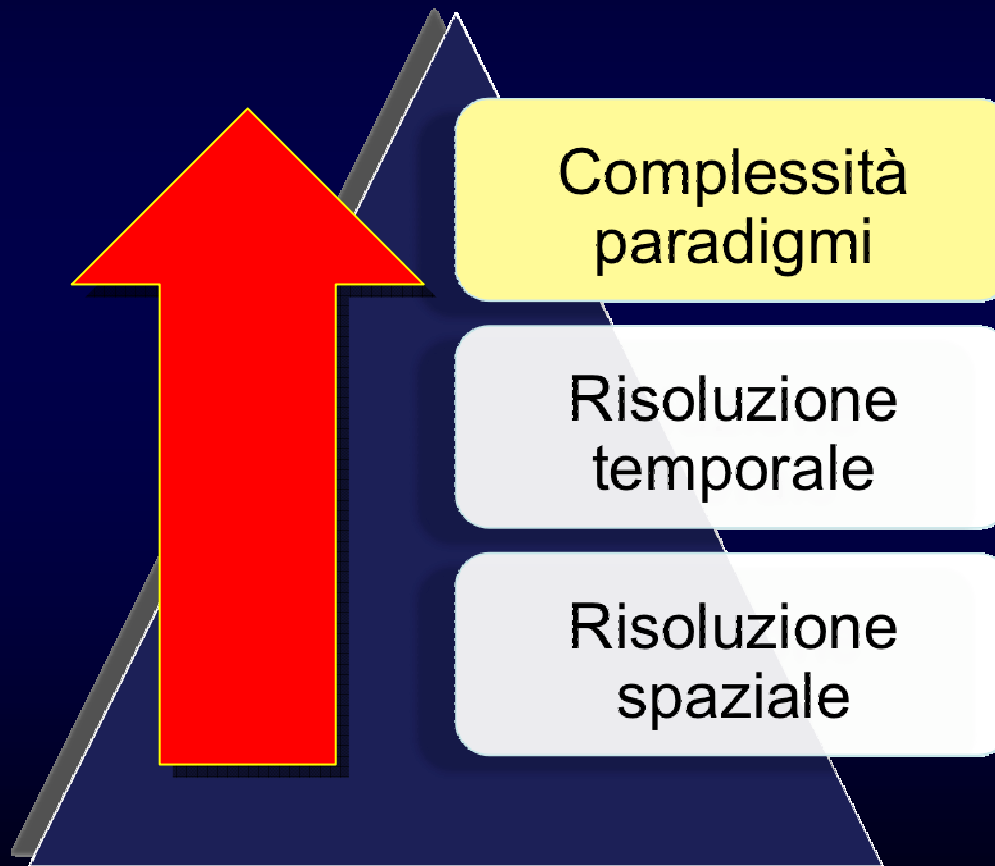 Complessità
paradigmi
Risoluzione
temporale
Risoluzione
spaziale